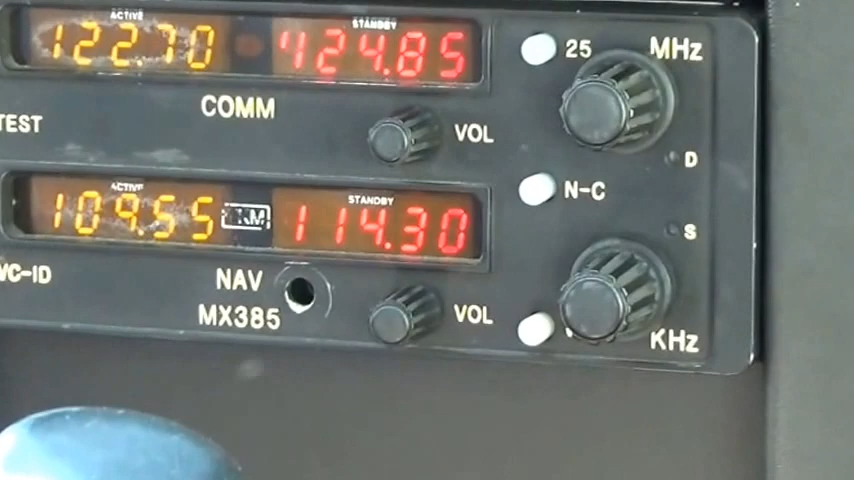 ACTIVE STANDBY
122.70 124.85 25 MHz
COMM
TEST VOL
D
ACTIVE STANDBY N-C
109.55 KM 114.30
S
VC-ID NAV
MX385 VOL
KHz